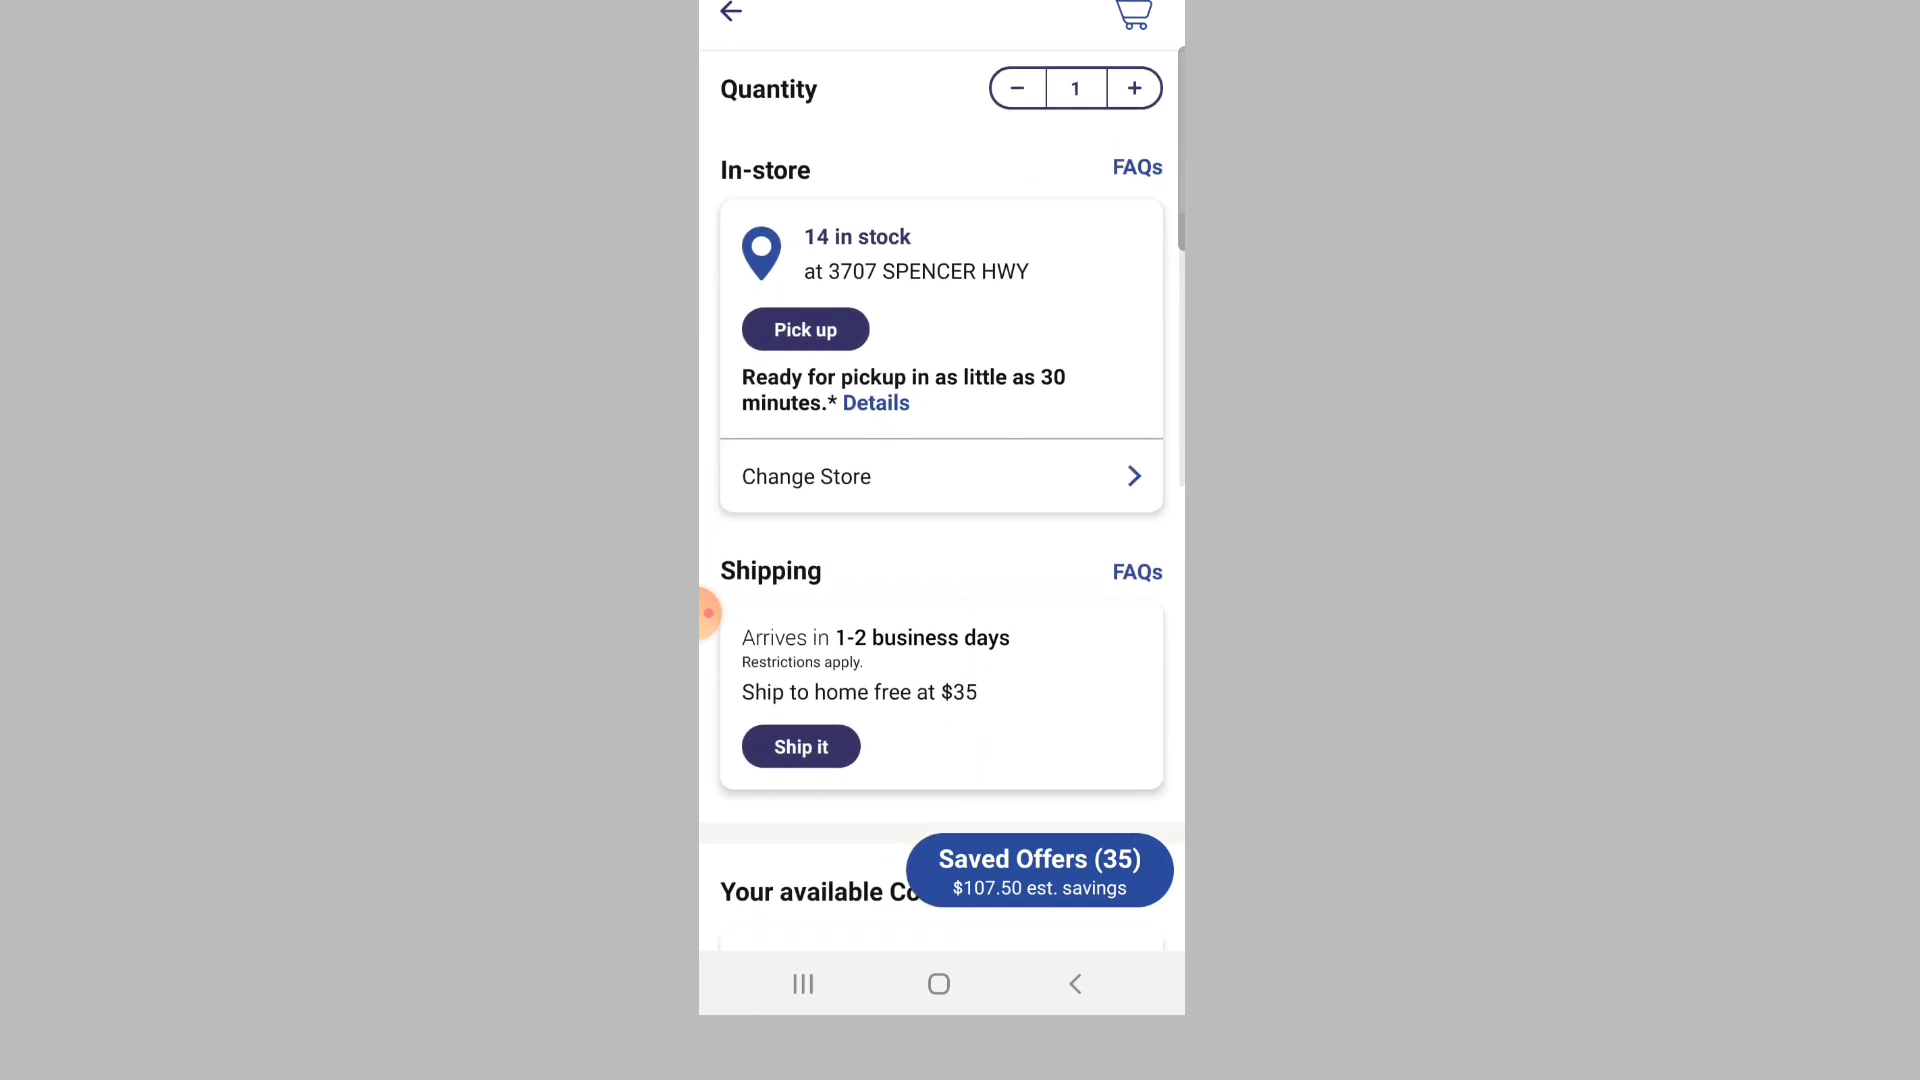 Quantity
− 1 +
In-store
FAQs
14 in stock
at 3707 SPENCER HWY
Pick up
Ready for pickup in as little as 30
minutes.* Details
Change Store
Shipping
FAQs
Arrives in 1-2 business days
Restrictions apply.
Ship to home free at $35
Ship it
Saved Offers (35)
$107.50 est. savings
Your available Co